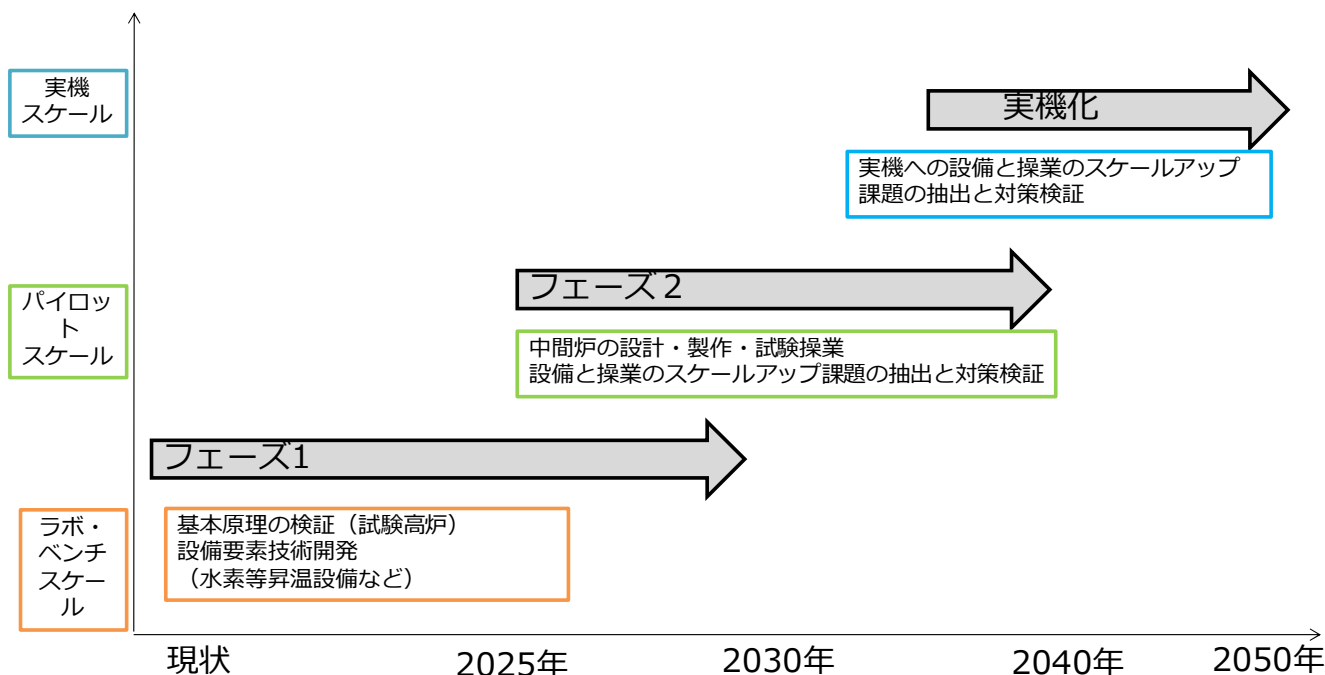 実機
スケール
実機化
実機への設備と操業のスケールアップ
課題の抽出と対策検証
パイロッ
ト
スケール
フェーズ２
中間炉の設計・製作・試験操業
設備と操業のスケールアップ課題の抽出と対策検証
フェーズ1
ラボ・
ベンチ
スケー
ル
基本原理の検証（試験高炉）
設備要素技術開発
（水素等昇温設備など）
現状
2025年
2030年
2040年
2050年